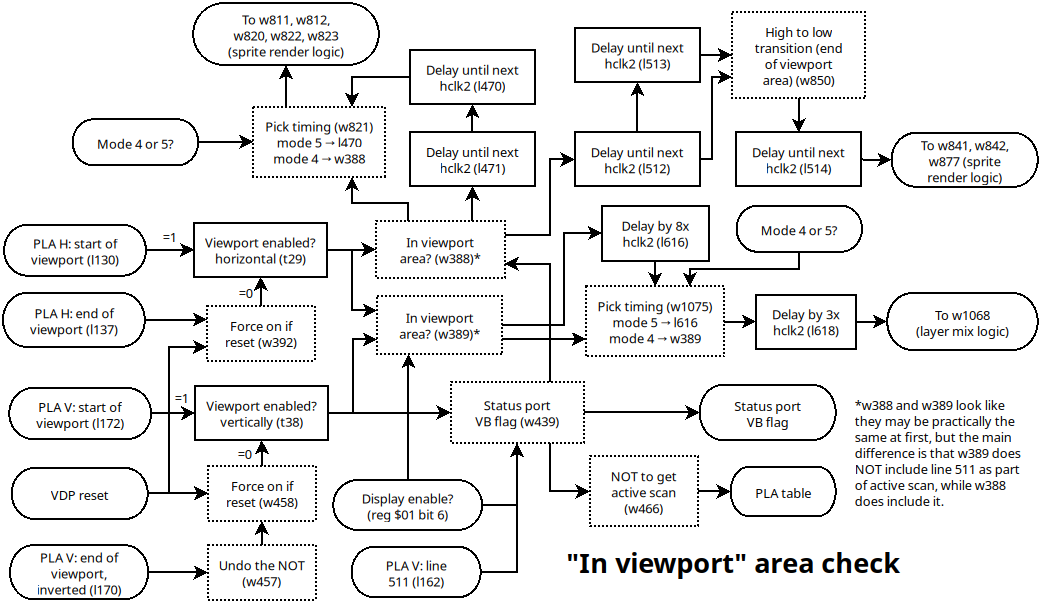 To w811, w812,
w820, w822, w823
(sprite render logic)
Delay until next
hclk2 (l470)
Delay until next
hclk2 (l513)
High to low
transition (end
of viewport
area) (w850)
Mode 4 or 5?
Pick timing (w821)
mode 5 → l470
mode 4 → w388
Delay until next
hclk2 (l471)
Delay until next
hclk2 (l512)
Delay until next
hclk2 (l514)
To w841, w842,
w877 (sprite
render logic)
PLA H: start of
viewport (l130)
=1
Viewport enabled?
horizontal (t29)
In viewport
area? (w388)*
Delay by 8x
hclk2 (l616)
Mode 4 or 5?
=0
PLA H: end of
viewport (l137)
Force on if
reset (w392)
In viewport
area? (w389)*
Pick timing (w1075)
mode 5 → l616
mode 4 → w389
Delay by 3x
hclk2 (l618)
To w1068
(layer mix logic)
PLA V: start of
viewport (l172)
=1
Viewport enabled?
vertically (t38)
Status port
VB flag (w439)
Status port
VB flag
*w388 and w389 look like
they may be practically the
same at first, but the main
difference is that w389 does
NOT include line 511 as part
of active scan, while w388
does include it.
=0
VDP reset
Force on if
reset (w458)
Display enable?
(reg $01 bit 6)
NOT to get
active scan
(w466)
PLA table
PLA V: end of
viewport,
inverted (l170)
Undo the NOT
(w457)
PLA V: line
511 (l162)
"In viewport" area check